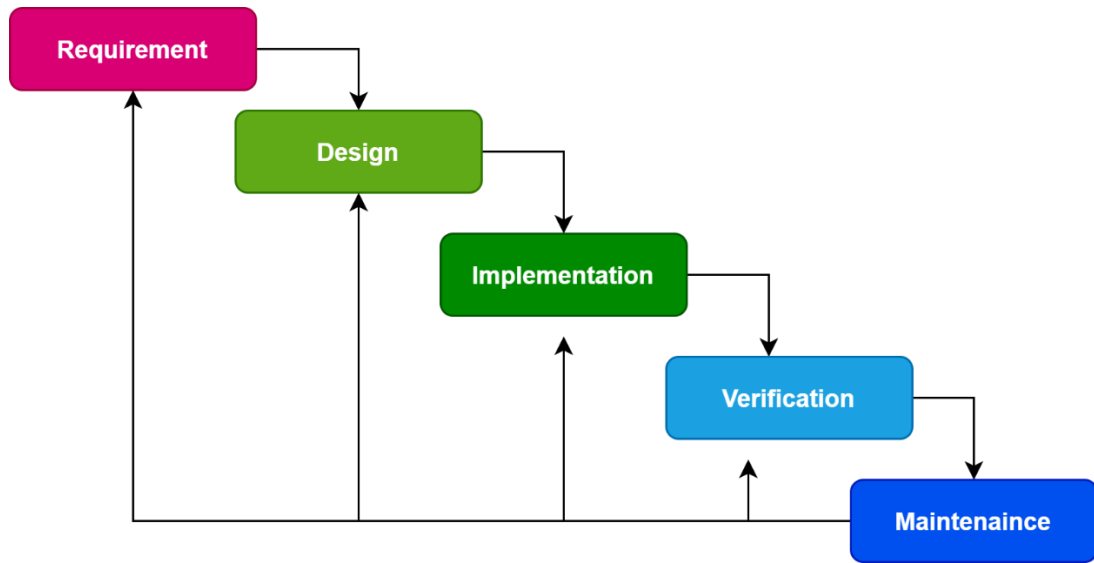 Requirement
Design
Implementation
Verification
Maintenaince